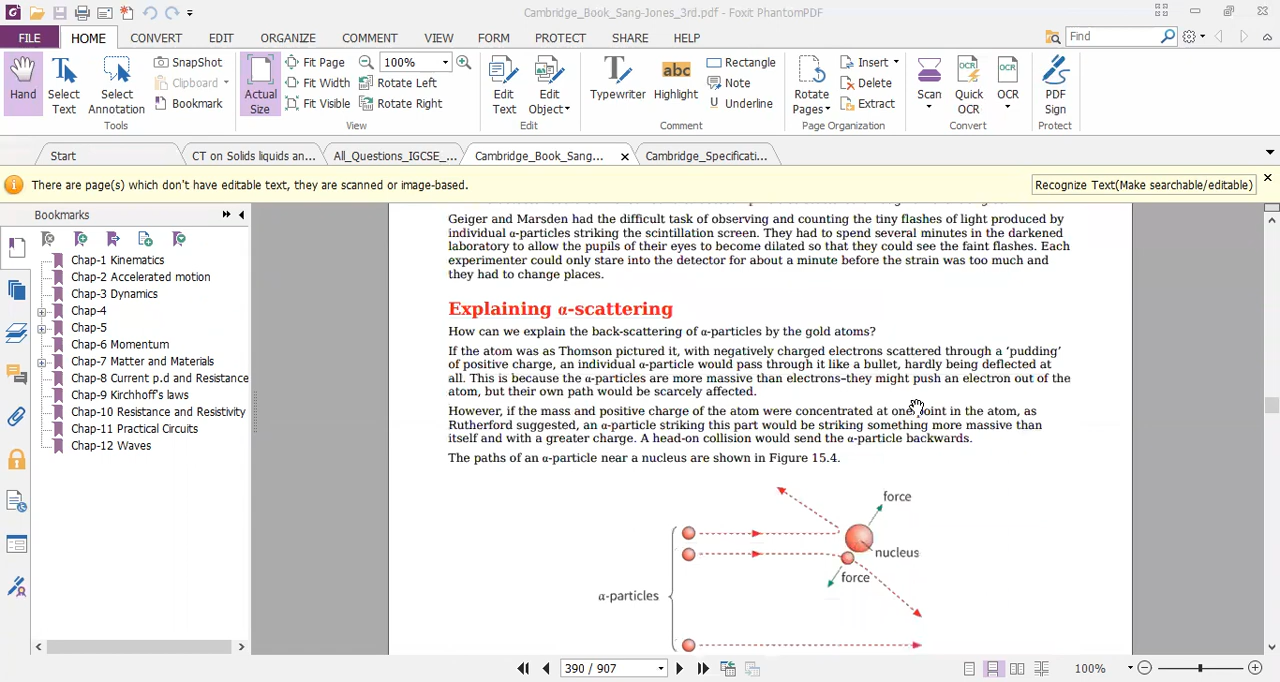 Cambridge_Book_Sang-Jones_3rd.pdf - Foxit PhantomPDF
FILE HOME CONVERT EDIT ORGANIZE COMMENT VIEW FORM PROTECT SHARE HELP Find
Hand
Select Text
Select Annotation
SnapShot
Clipboard
Bookmark
Tools
Actual Size
Fit Page
Fit Width
Fit Visible
100%
Rotate Left
Rotate Right
View
Edit Text
Edit Object
Edit
Typewriter
abc
Highlight
Rectangle
Note
U Underline
Comment
Rotate Pages
Insert
Delete
Extract
Page Organization
Scan
OCR
Quick OCR
OCR
OCR
Convert
PDF Sign
Protect
Start CT on Solids liquids an... All_Questions_IGCSE_... Cambridge_Book_Sang... Cambridge_Specificati...
There are page(s) which don't have editable text, they are scanned or image-based. Recognize Text(Make searchable/editable)
Bookmarks
Chap-1 Kinematics
Chap-2 Accelerated motion
Chap-3 Dynamics
Chap-4
Chap-5
Chap-6 Momentum
Chap-7 Matter and Materials
Chap-8 Current p.d and Resistance
Chap-9 Kirchhoff's laws
Chap-10 Resistance and Resistivity
Chap-11 Practical Circuits
Chap-12 Waves
Geiger and Marsden had the difficult task of observing and counting the tiny flashes of light produced by
individual α-particles striking the scintillation screen. They had to spend several minutes in the darkened
laboratory to allow the pupils of their eyes to become dilated so that they could see the faint flashes. Each
experimenter could only stare into the detector for about a minute before the strain was too much and
they had to change places.
Explaining α-scattering
How can we explain the back-scattering of α-particles by the gold atoms?
If the atom was as Thomson pictured it, with negatively charged electrons scattered through a ‘pudding’
of positive charge, an individual α-particle would pass through it like a bullet, hardly being deflected at
all. This is because the α-particles are more massive than electrons–they might push an electron out of the
atom, but their own path would be scarcely affected.
However, if the mass and positive charge of the atom were concentrated at one point in the atom, as
Rutherford suggested, an α-particle striking this part would be striking something more massive than
itself and with a greater charge. A head-on collision would send the α-particle backwards.
The paths of an α-particle near a nucleus are shown in Figure 15.4.
force
nucleus
force
α-particles
390 / 907
100%